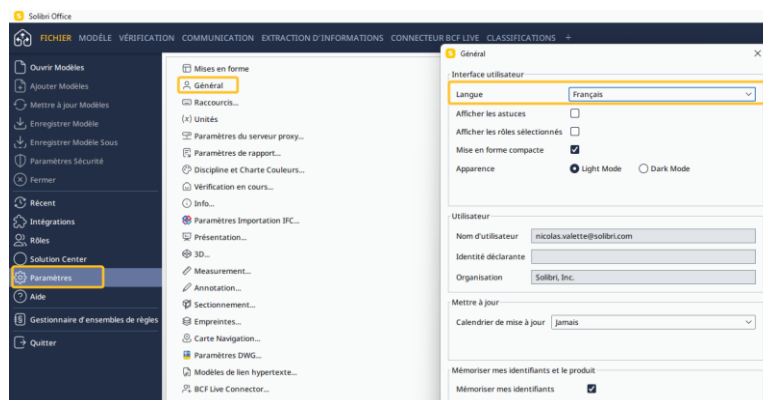 Solibri Office
FICHIER MODÈLE VÉRIFICATION COMMUNICATION EXTRACTION D'INFORMATIONS CONNECTEUR BCF LIVE CLASSIFICATIONS +
Ouvrir Modèles
Ajouter Modèles
Mettre à jour Modèles
Enregistrer Modèle
Enregistrer Modèle Sous
Paramètres Sécurité
Fermer
Récent
Intégrations
Rôles
Solution Center
Paramètres
Aide
Gestionnaire d'ensembles de règles
Quitter
Mises en forme
Général
Raccourcis...
(x) Unités
Paramètres du serveur proxy...
Paramètres de rapport...
Discipline et Charte Couleurs...
Vérification en cours...
Info...
Paramètres Importation IFC...
Présentation...
3D...
Measurement...
Annotation...
Sectionnement...
Empreintes...
Carte Navigation...
Paramètres DWG...
Modèles de lien hypertexte...
BCF Live Connector...
Général
Interface utilisateur
Langue Français
Afficher les astuces
Afficher les rôles sélectionnés
Mise en forme compacte
Apparence Light Mode Dark Mode
Utilisateur
Nom d'utilisateur nicolas.valette@solibri.com
Identité déclarante
Organisation Solibri, Inc.
Mettre à jour
Calendrier de mise à jour Jamais
Mémoriser mes identifiants et le produit
Mémoriser mes identifiants